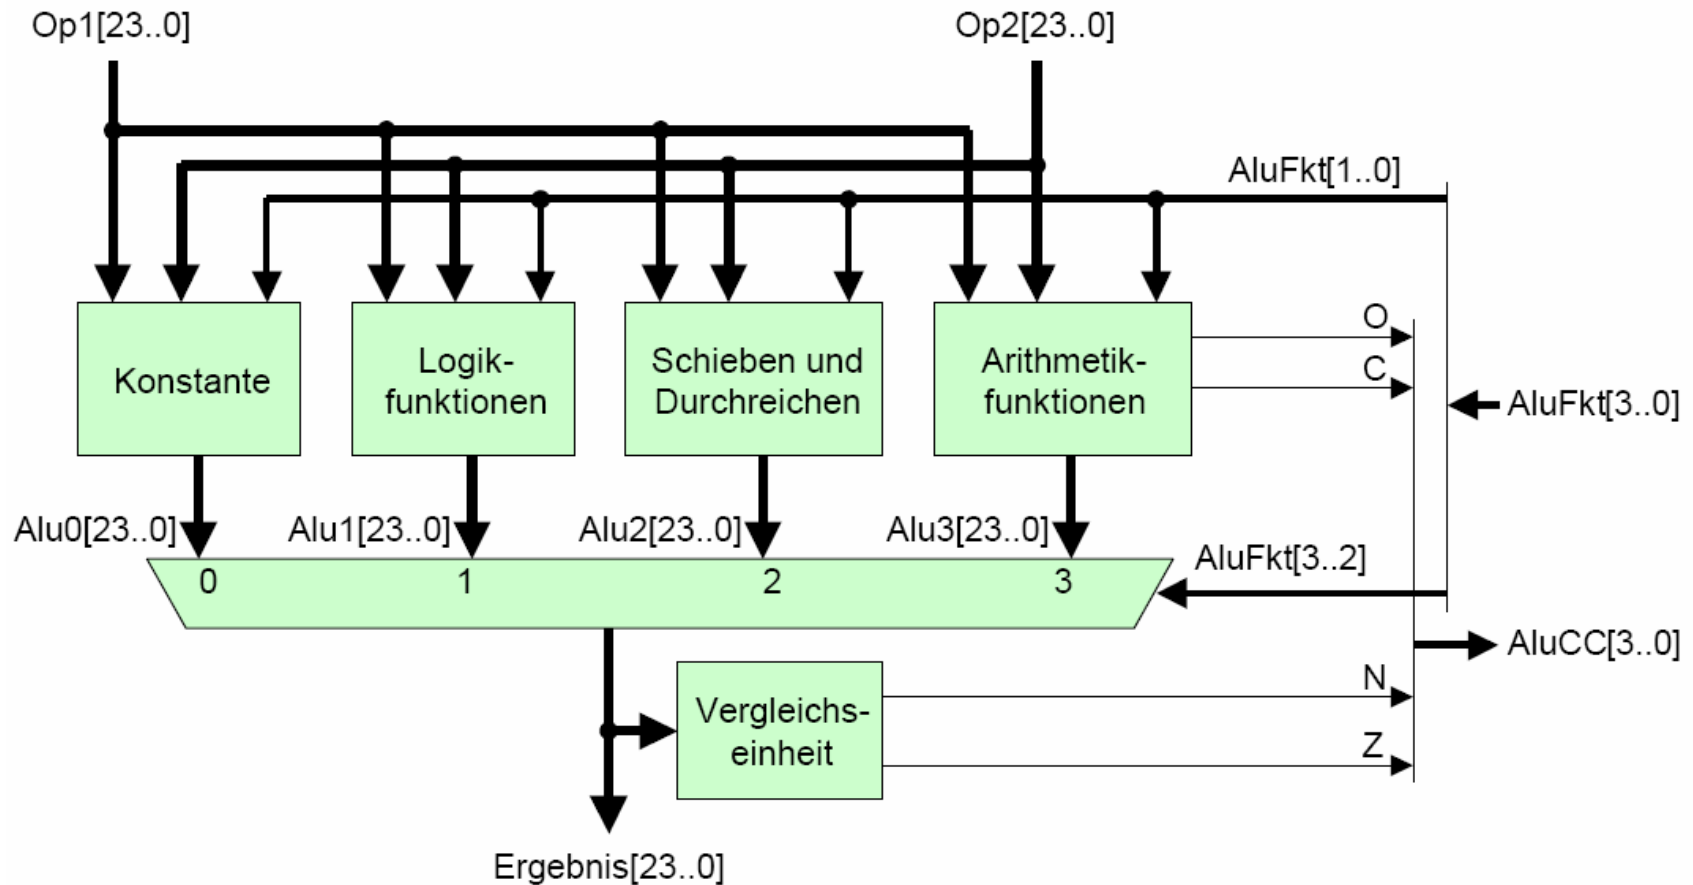 Op1[23..0]
Op2[23..0]
AluFkt[1..0]
Konstante
Logik-
funktionen
Schieben und
Durchreichen
Arithmetik-
funktionen
O
C
AluFkt[3..0]
Alu0[23..0]
Alu1[23..0]
Alu2[23..0]
Alu3[23..0]
AluFkt[3..2]
0
1
2
3
AluCC[3..0]
Vergleichs-
einheit
N
Z
Ergebnis[23..0]